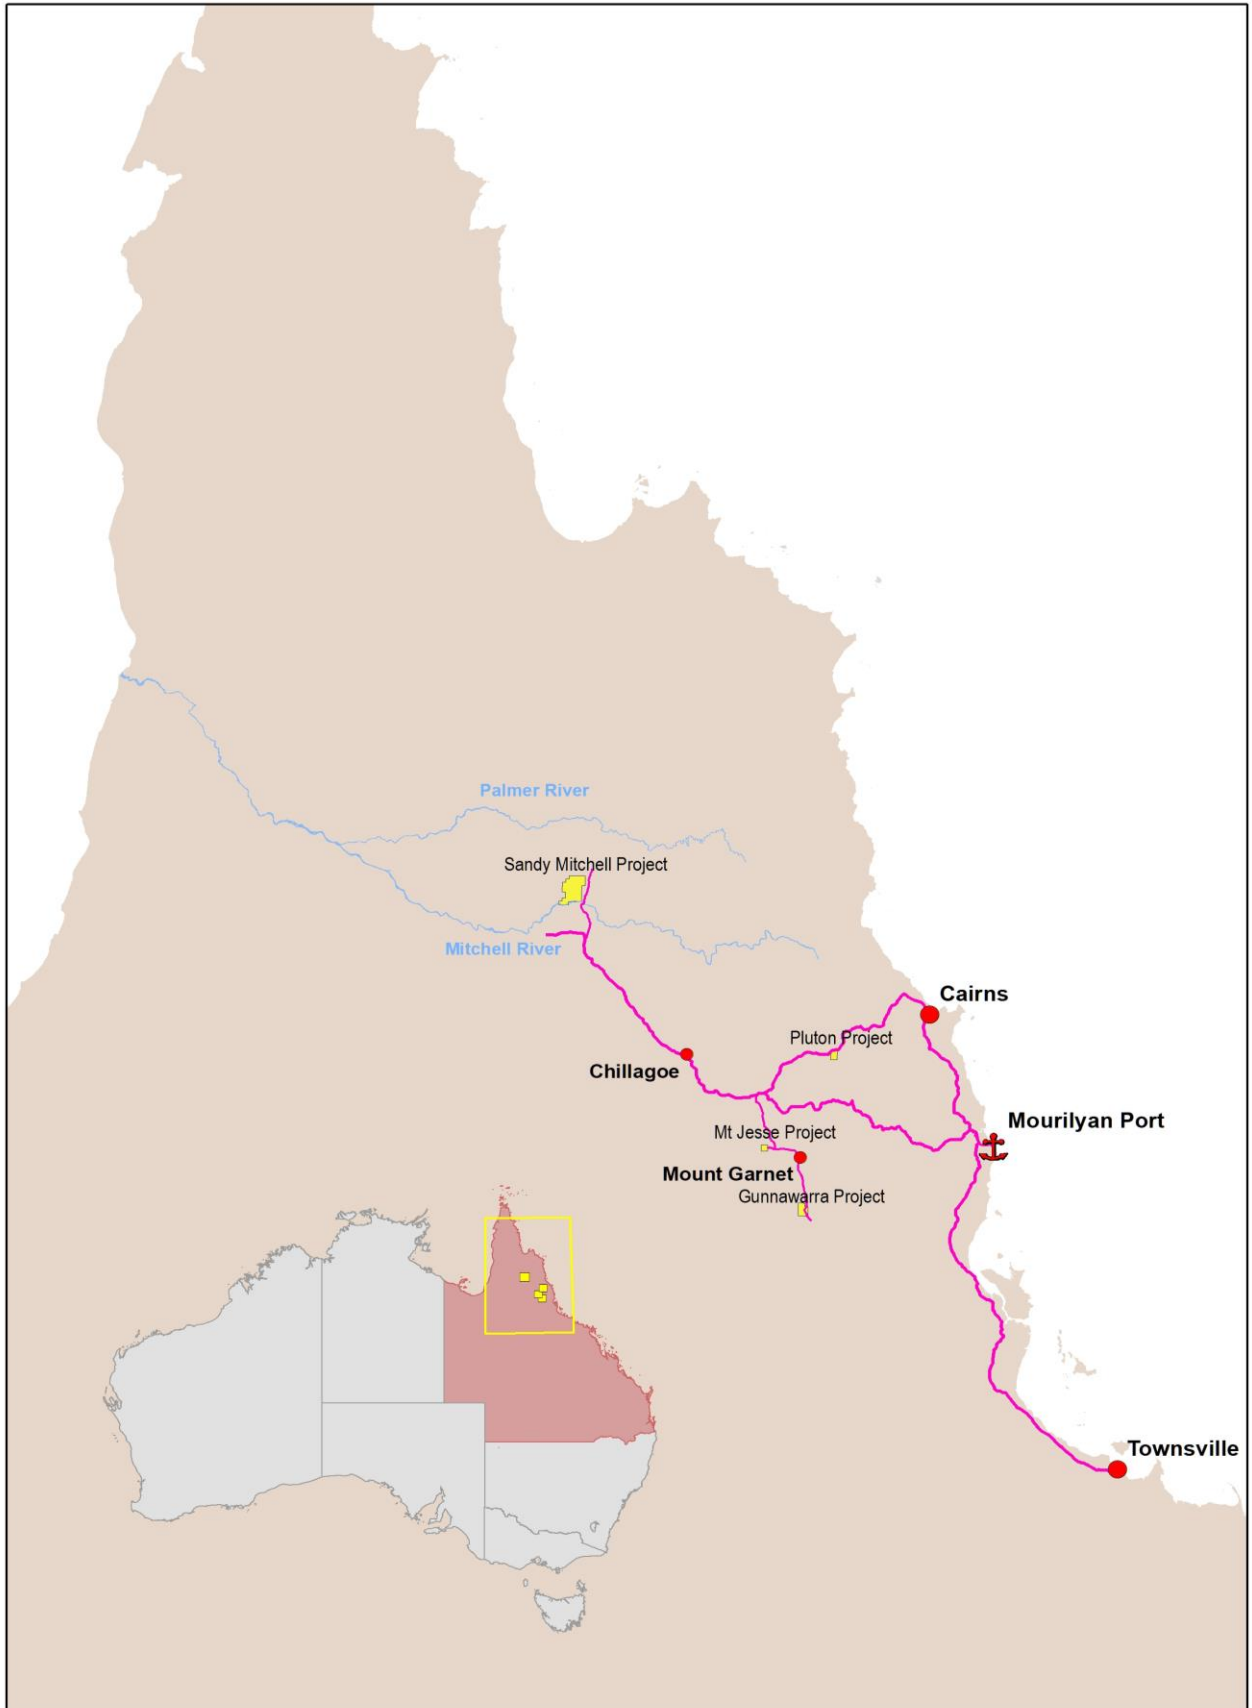 Palmer River
Sandy Mitchell Project
Mitchell River
Cairns
Pluton Project
Chillagoe
Mourilyan Port
Mt Jesse Project
Mount Garnet
Gunnawarra Project
Townsville